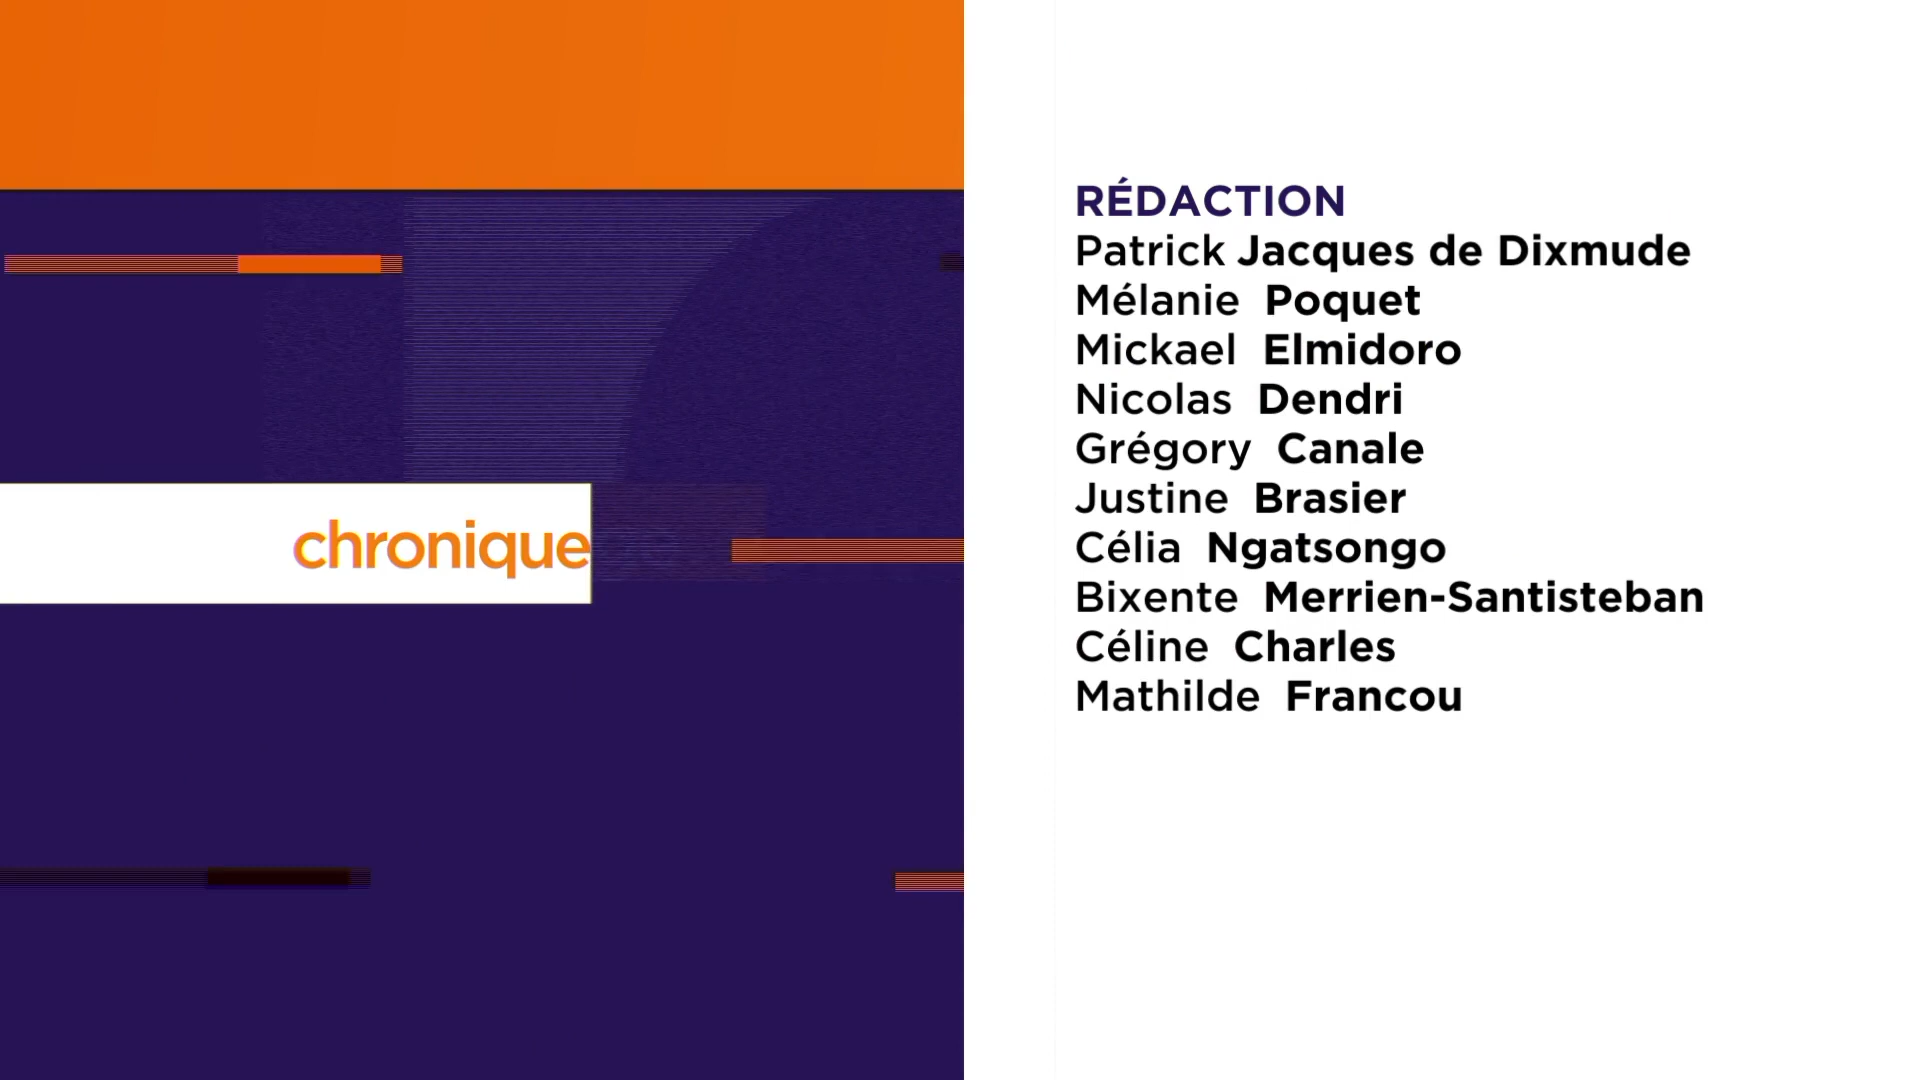 chronique
RÉDACTION
Patrick Jacques de Dixmude
Mélanie Poquet
Mickael Elmidoro
Nicolas Dendri
Grégory Canale
Justine Brasier
Célia Ngatsongo
Bixente Merrien-Santisteban
Céline Charles
Mathilde Francou